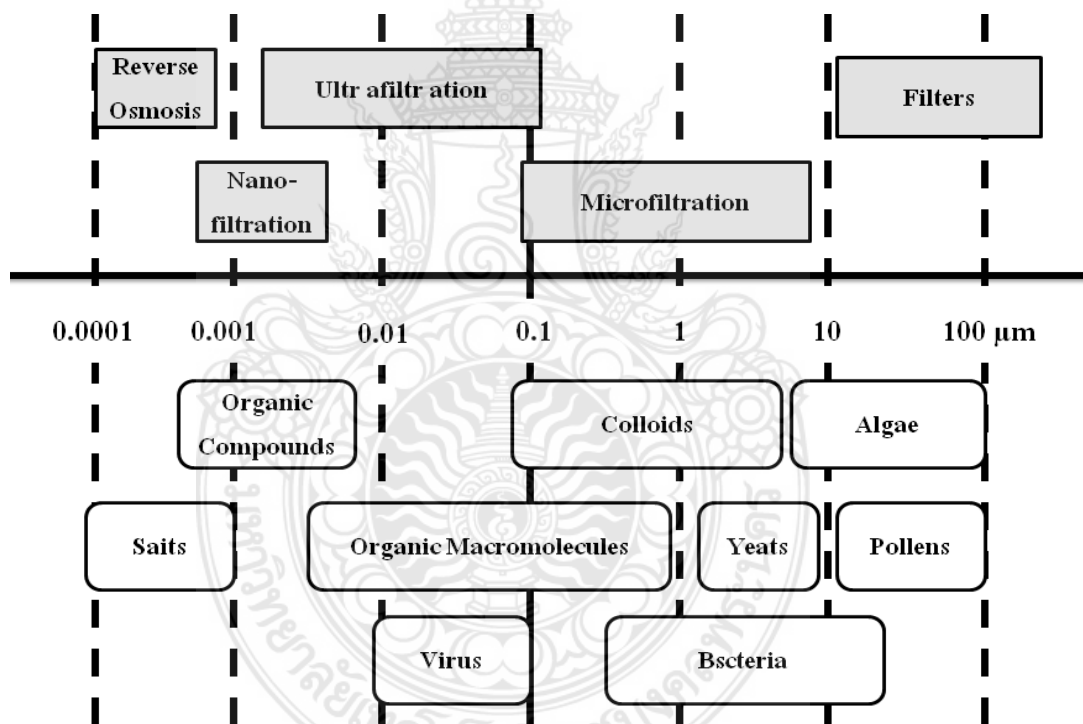 Reverse
Osmosis
Ultr afiltr ation
Filters
Nano-
filtration
Microfiltration
0.0001
0.001
0.01
0.1
1
10
100 µm
Organic
Compounds
Colloids
Algae
Saits
Organic Macromolecules
Yeats
Pollens
Virus
Bscteria